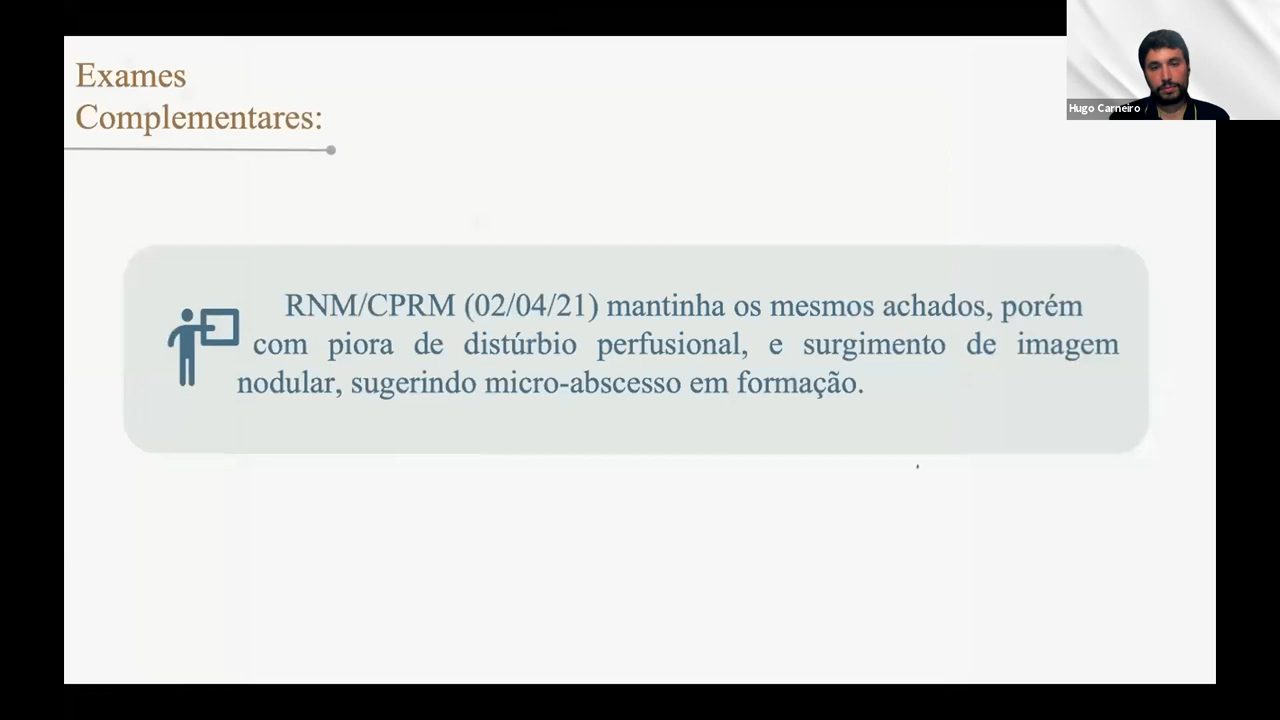 Exames
Complementares:
Hugo Carneiro
RNM/CPRM (02/04/21) mantinha os mesmos achados, porém
com piora de distúrbio perfusional, e surgimento de imagem
nodular, sugerindo micro-abscesso em formação.